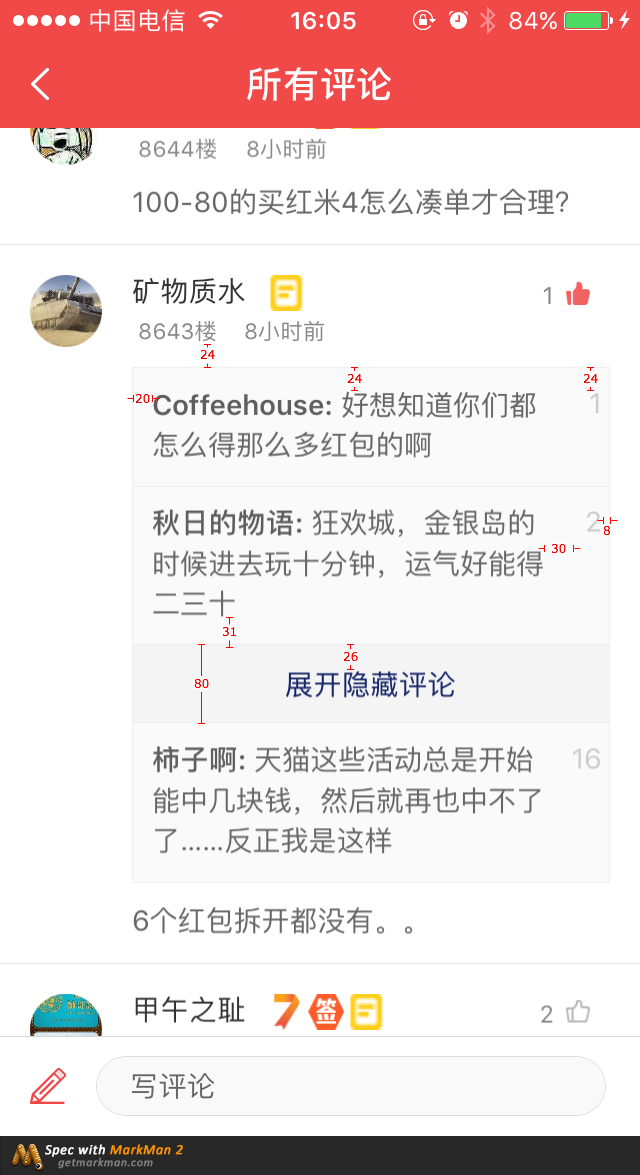 中国电信 16:05 84%
所有评论
8644楼 8小时前
100-80的买红米4怎么凑单才合理?
矿物质水 1
8643楼 8小时前
24
24 24
20 Coffeehouse: 好想知道你们都 1
怎么得那么多红包的啊
秋日的物语: 狂欢城，金银岛的 2
8
30
时候进去玩十分钟，运气好能得
二三十
31
26
80 展开隐藏评论
柿子啊: 天猫这些活动总是开始 16
能中几块钱，然后就再也中不了
了......反正我是这样
6个红包拆开都没有。。
甲午之耻 7 签 2
写评论
Spec with MarkMan 2
getmarkman.com